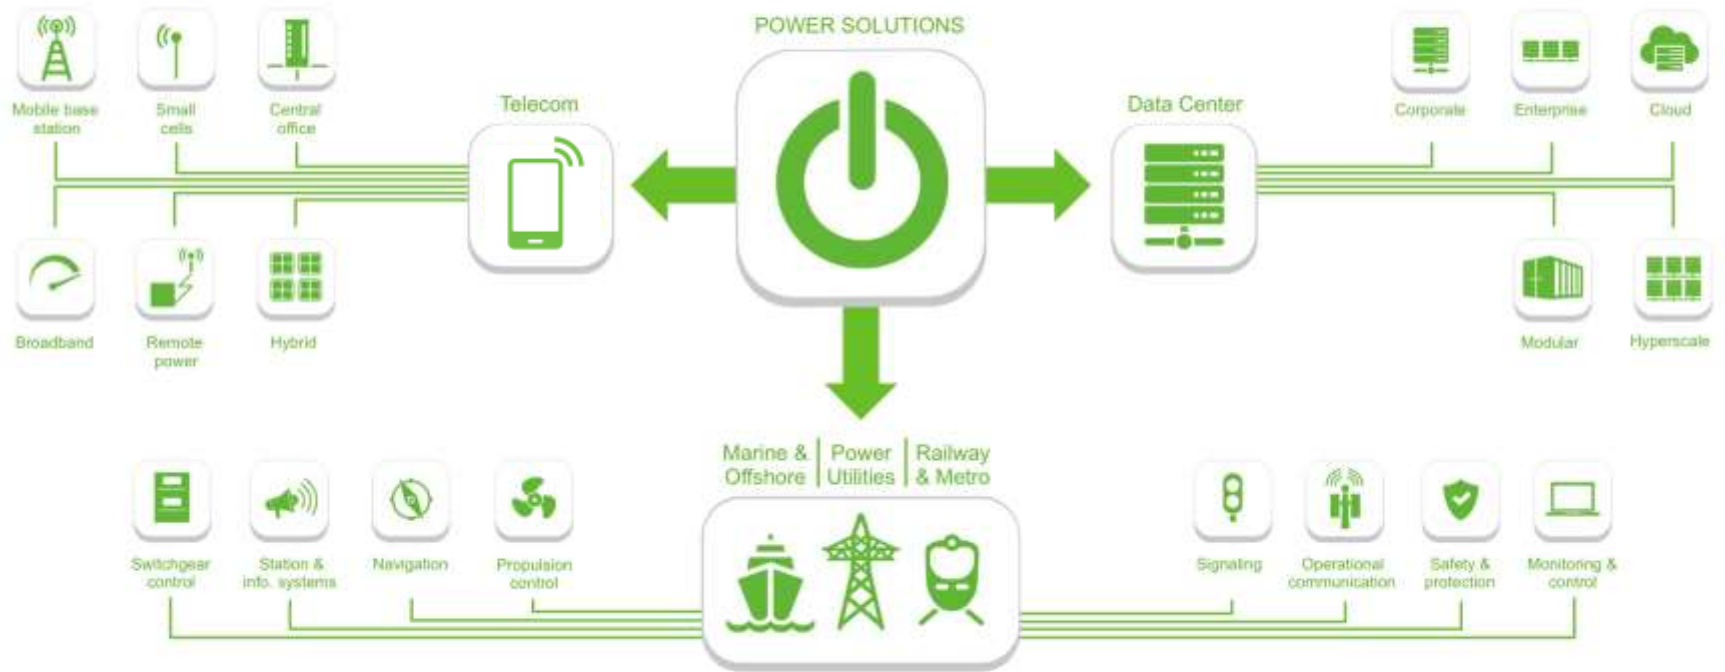 POWER SOLUTIONS
Telecom
Mobile base
station
Small
cells
Central
office
Broadband
Remote
power
Hybrid
Data Center
Corporate
Enterprise
Cloud
Modular
Hyperscale
Marine &
Offshore
Power
Utilities
Railway
& Metro
Switchgear
control
Station &
info. systems
Navigation
Propulsion
control
Signaling
Operational
communication
Safety &
protection
Monitoring &
control